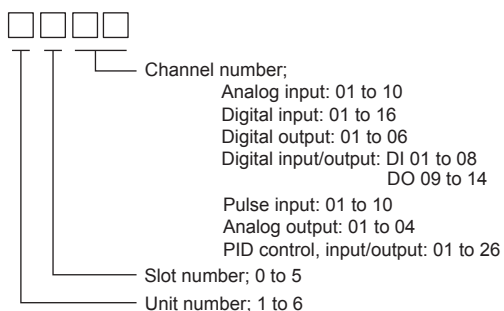 Channel number;
Analog input: 01 to 10
Digital input: 01 to 16
Digital output: 01 to 06
Digital input/output: DI 01 to 08
DO 09 to 14
Pulse input: 01 to 10
Analog output: 01 to 04
PID control, input/output: 01 to 26
Slot number; 0 to 5
Unit number; 1 to 6